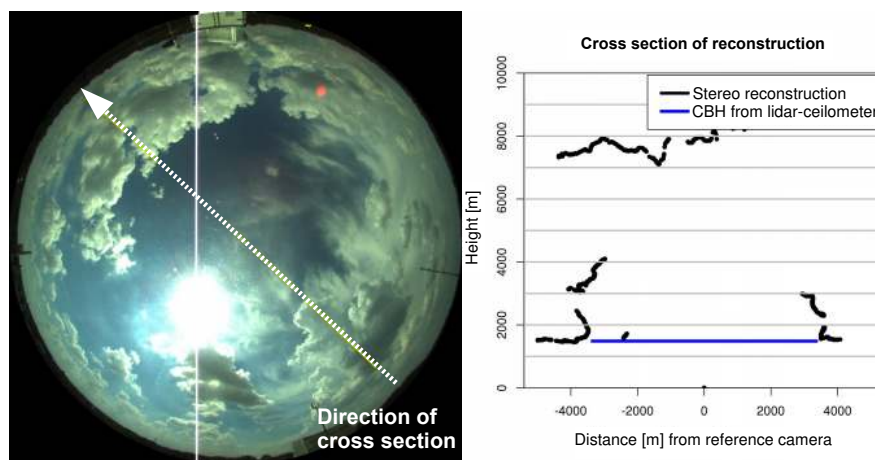 Direction of
cross section
Cross section of reconstruction
Stereo reconstruction
CBH from lidar-ceilometer
Height [m]
10000
8000
6000
4000
2000
0
-4000 -2000 0 2000 4000
Distance [m] from reference camera